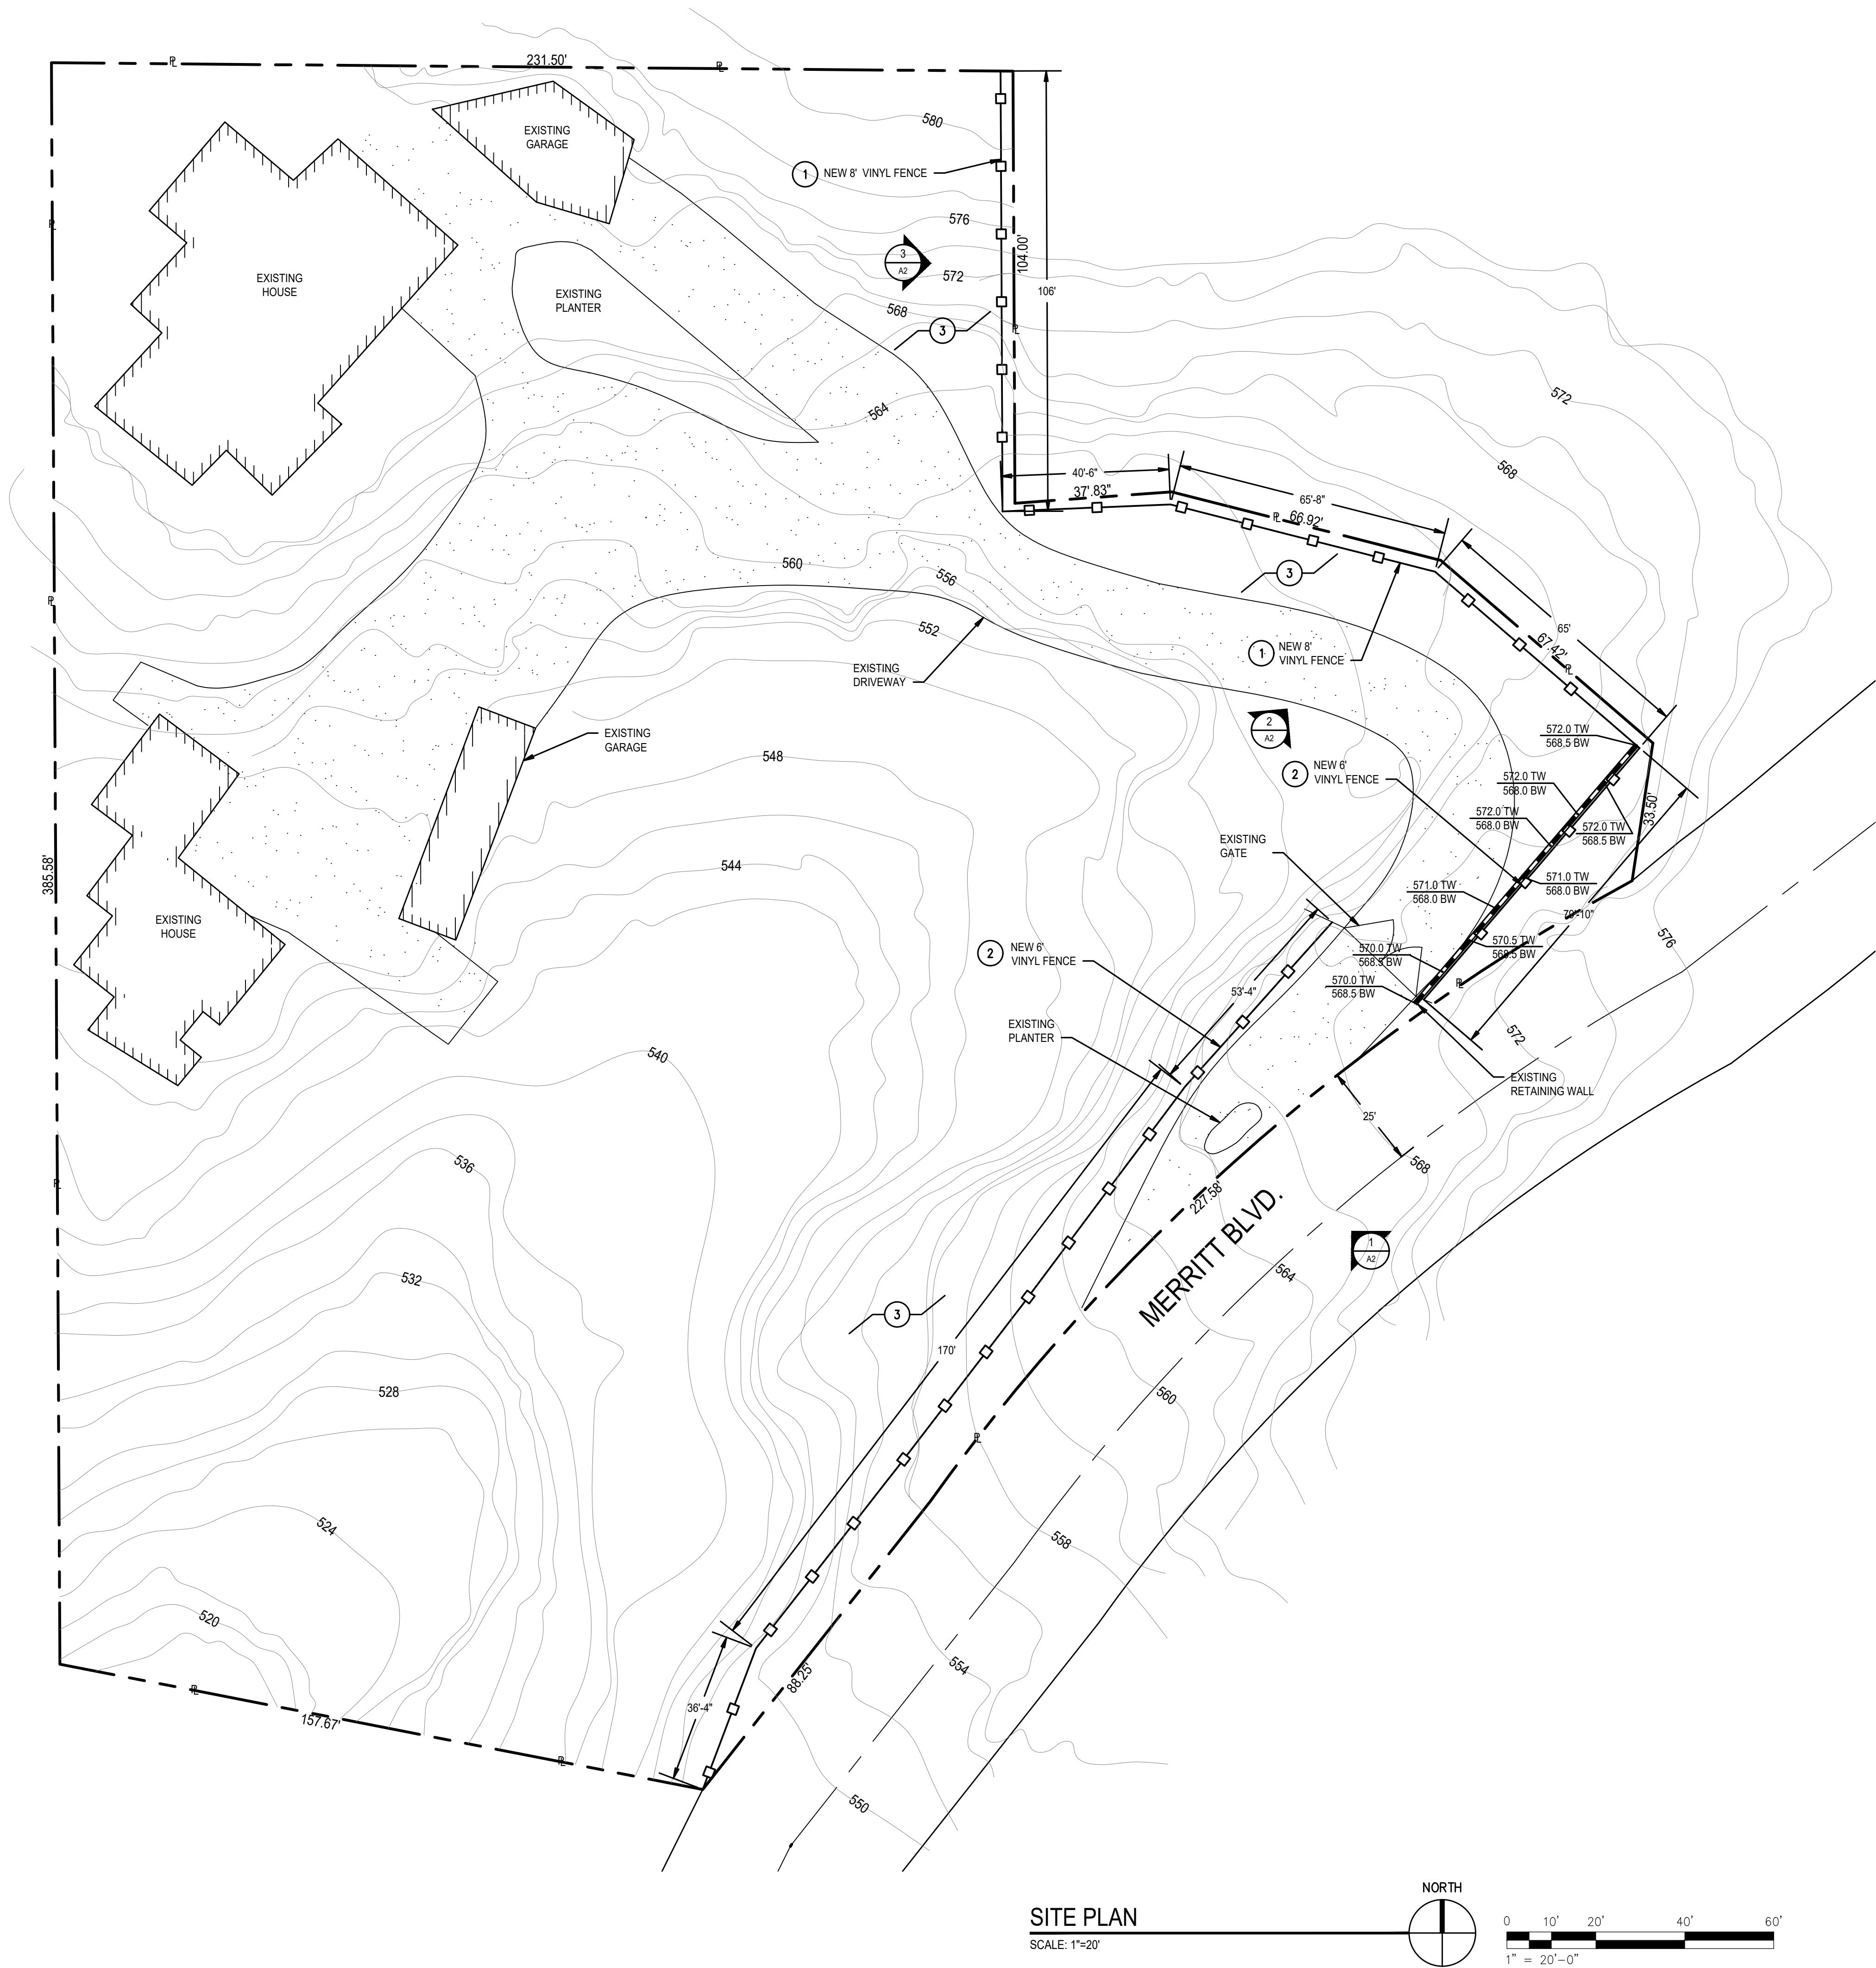 231.50'
℄
℄
580
EXISTING
GARAGE
1
NEW 8' VINYL FENCE
576
104.00'
3
A2
572
106'
EXISTING
HOUSE
EXISTING
PLANTER
568
3
572
564
568
40'-6"
37'.83"
65'-8"
66.92'
560
556
3
552
65'
67.42'
1
NEW 8'
VINYL FENCE
EXISTING
DRIVEWAY
EXISTING
GARAGE
548
2
A2
572.0 TW
568.5 BW
2
NEW 6'
VINYL FENCE
572.0 TW
568.0 BW
572.0 TW
568.0 BW
572.0 TW
568.5 BW
33.50'
EXISTING
GATE
385.58'
544
571.0 TW
568.0 BW
571.0 TW
568.0 BW
79'-10"
EXISTING
HOUSE
576
2
NEW 6'
VINYL FENCE
570.0 TW
568.5 BW
570.5 TW
568.5 BW
53'-4"
570.0 TW
568.5 BW
EXISTING
PLANTER
572
540
EXISTING
RETAINING WALL
25'
536
568
227.58'
MERRITT BLVD.
1
A2
532
564
3
170'
528
560
524
558
520
554
88.25'
36'-4"
157.67'
550
NORTH
SITE PLAN
SCALE: 1"=20'
0 10' 20' 40' 60'
1" = 20'-0"